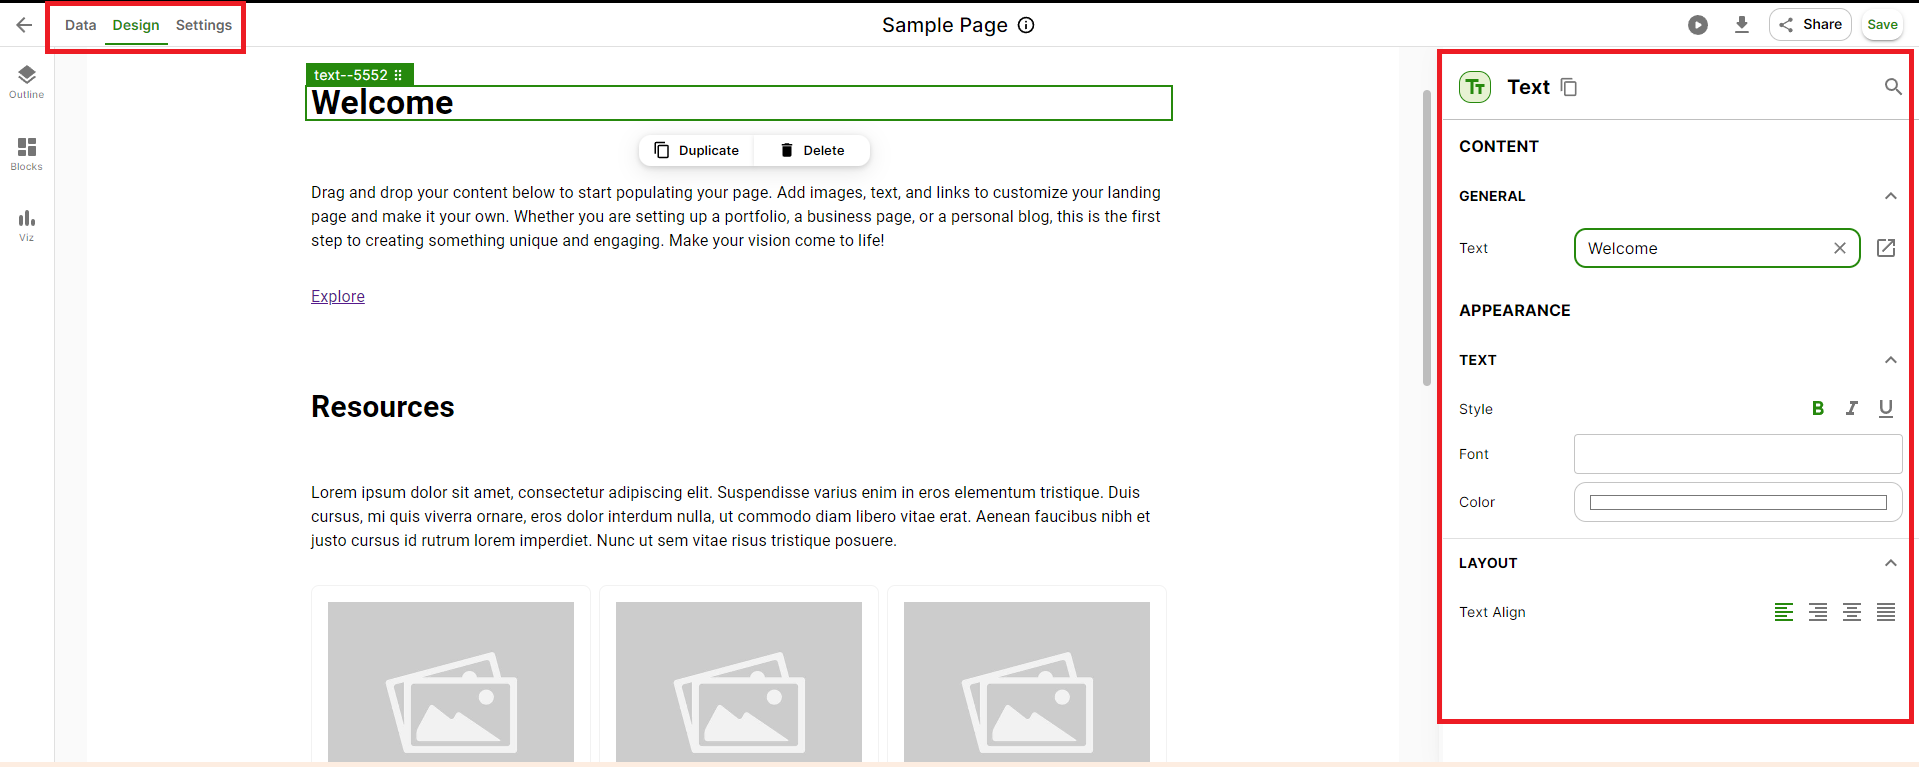 Data Design Settings
Sample Page
Share
Save
Outline
Blocks
Viz
text--5552
Welcome
Duplicate
Delete
Drag and drop your content below to start populating your page. Add images, text, and links to customize your landing
page and make it your own. Whether you are setting up a portfolio, a business page, or a personal blog, this is the first
step to creating something unique and engaging. Make your vision come to life!
Explore
Resources
Lorem ipsum dolor sit amet, consectetur adipiscing elit. Suspendisse varius enim in eros elementum tristique. Duis
cursus, mi quis viverra ornare, eros dolor interdum nulla, ut commodo diam libero vitae erat. Aenean faucibus nibh et
justo cursus id rutrum lorem imperdiet. Nunc ut sem vitae risus tristique posuere.
Tт Text
CONTENT
GENERAL
Text Welcome
APPEARANCE
TEXT
Style B I U
Font
Color
LAYOUT
Text Align